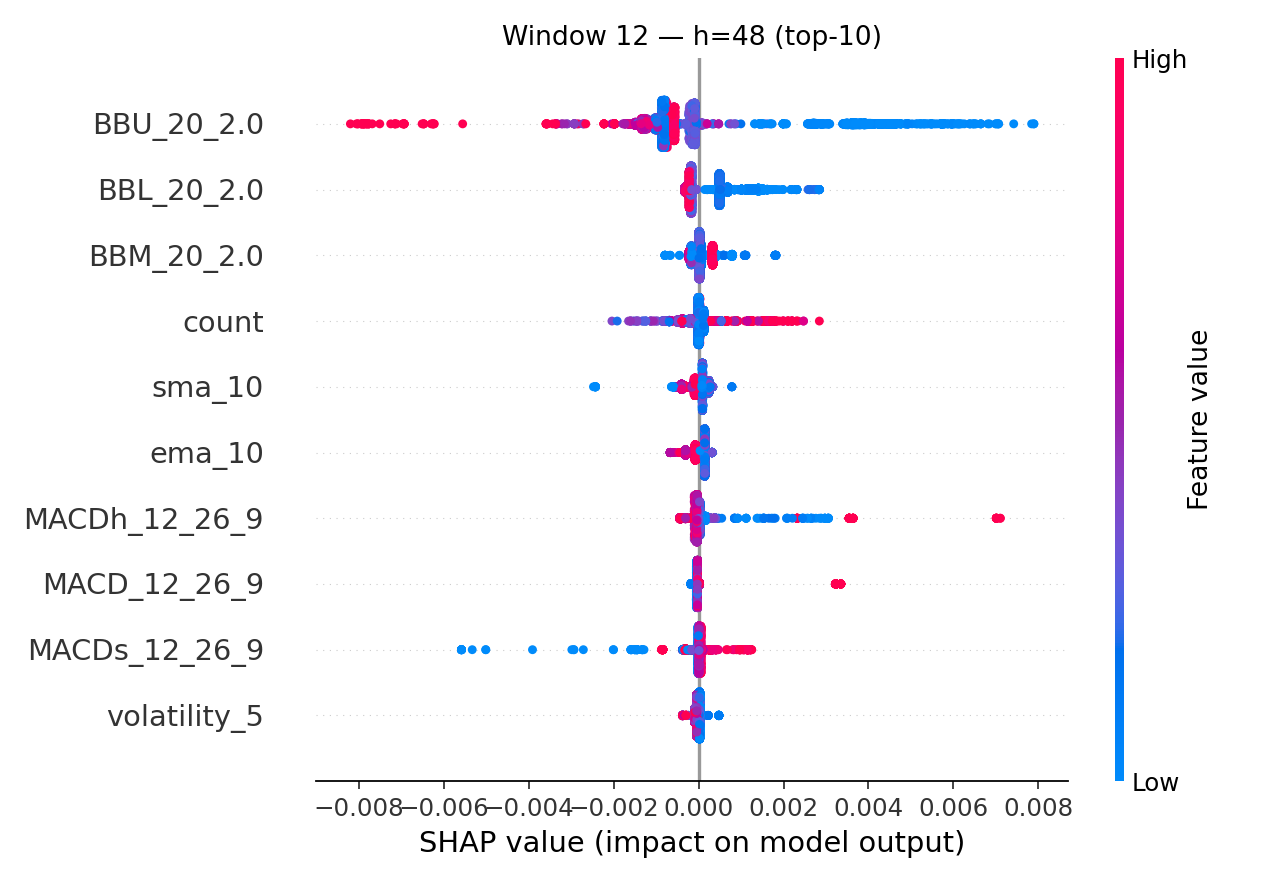 Window 12 — h=48 (top-10)
High
BBU_20_2.0
BBL_20_2.0
BBM_20_2.0
count
sma_10
ema_10
MACDh_12_26_9
MACD_12_26_9
MACDs_12_26_9
volatility_5
Feature value
Low
−0.008 −0.006 −0.004 −0.002 0.000 0.002 0.004 0.006 0.008
SHAP value (impact on model output)